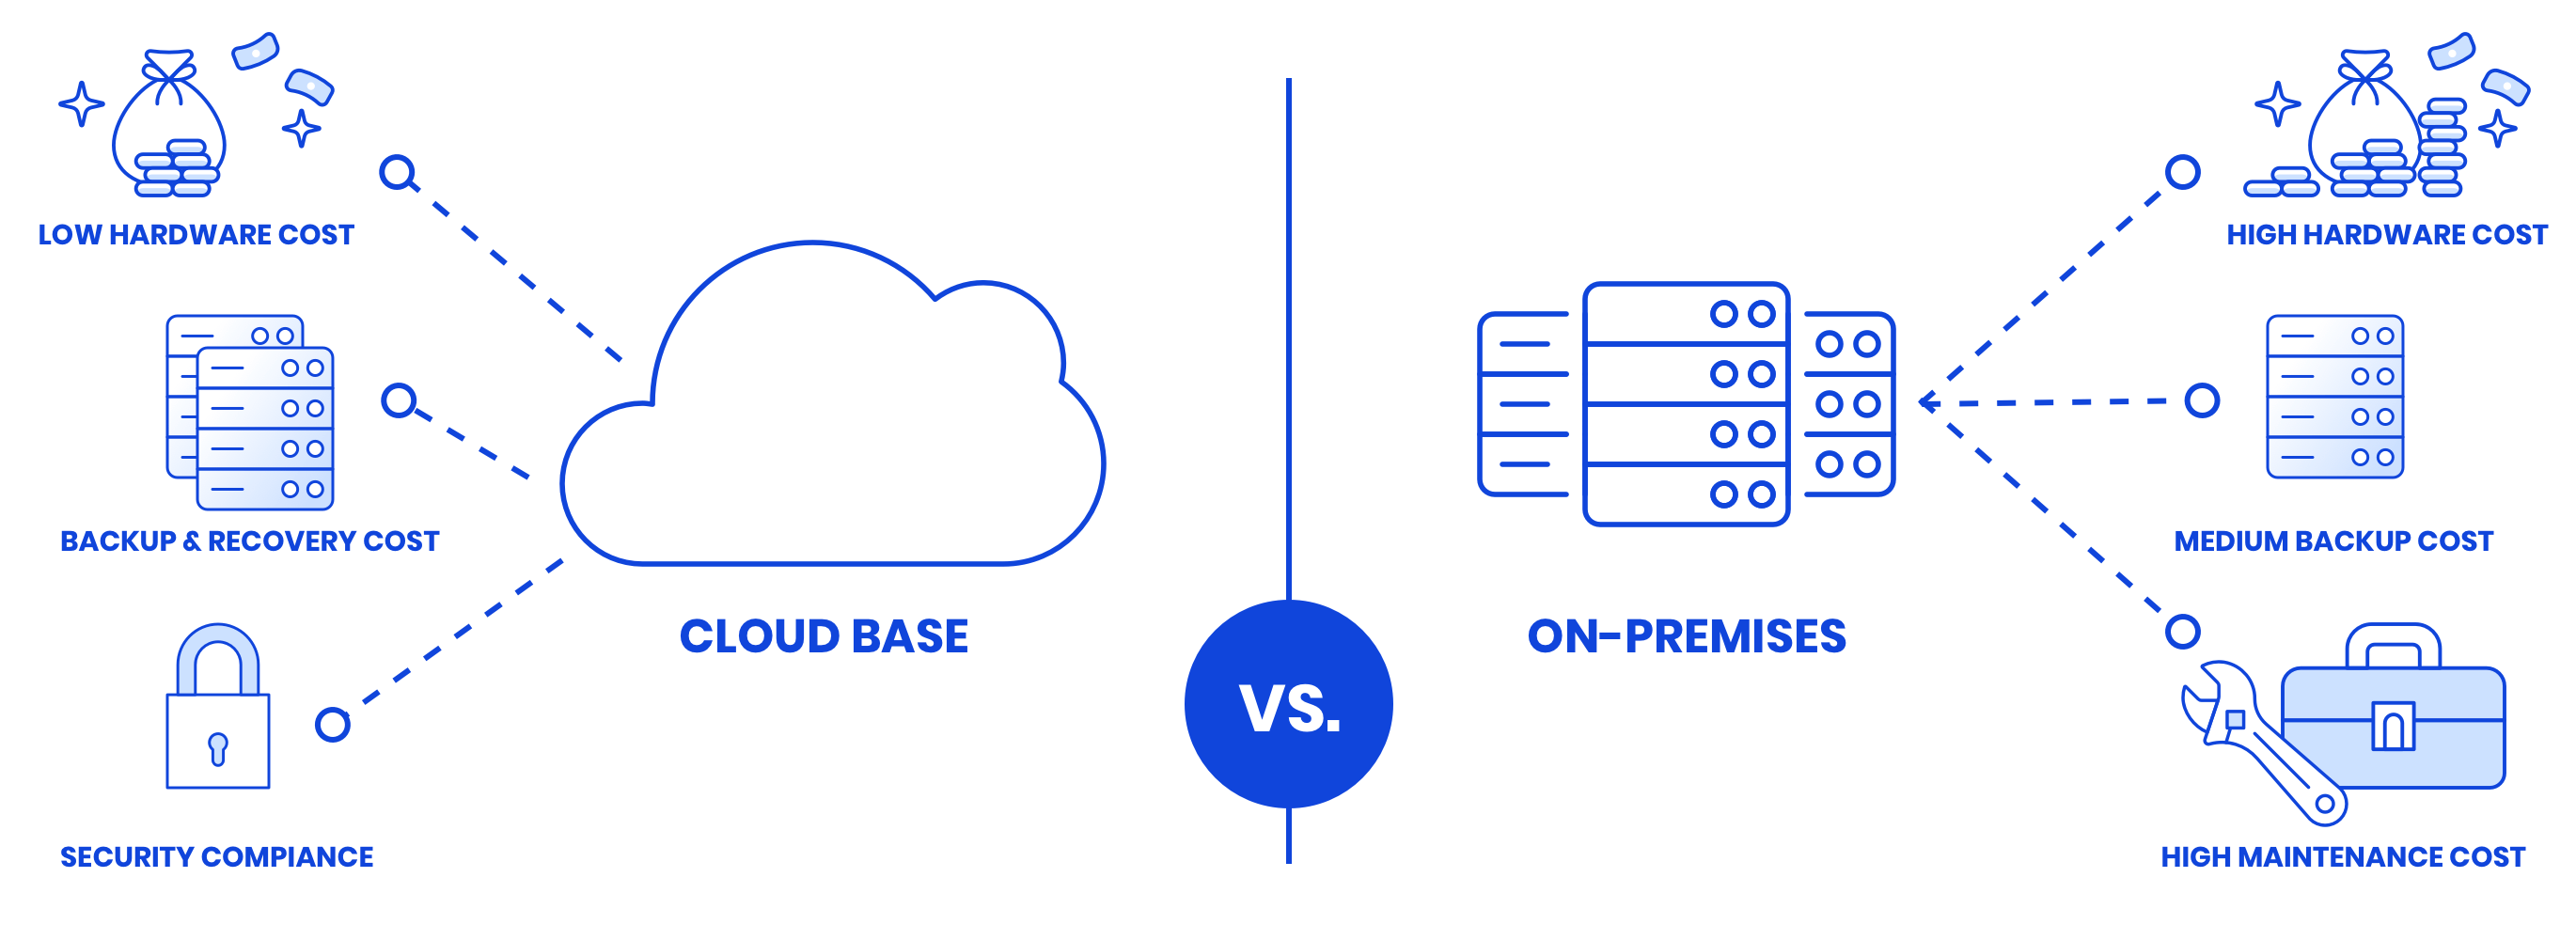 LOW HARDWARE COST
BACKUP & RECOVERY COST
SECURITY COMPIANCE
CLOUD BASE
VS.
ON-PREMISES
HIGH HARDWARE COST
MEDIUM BACKUP COST
HIGH MAINTENANCE COST